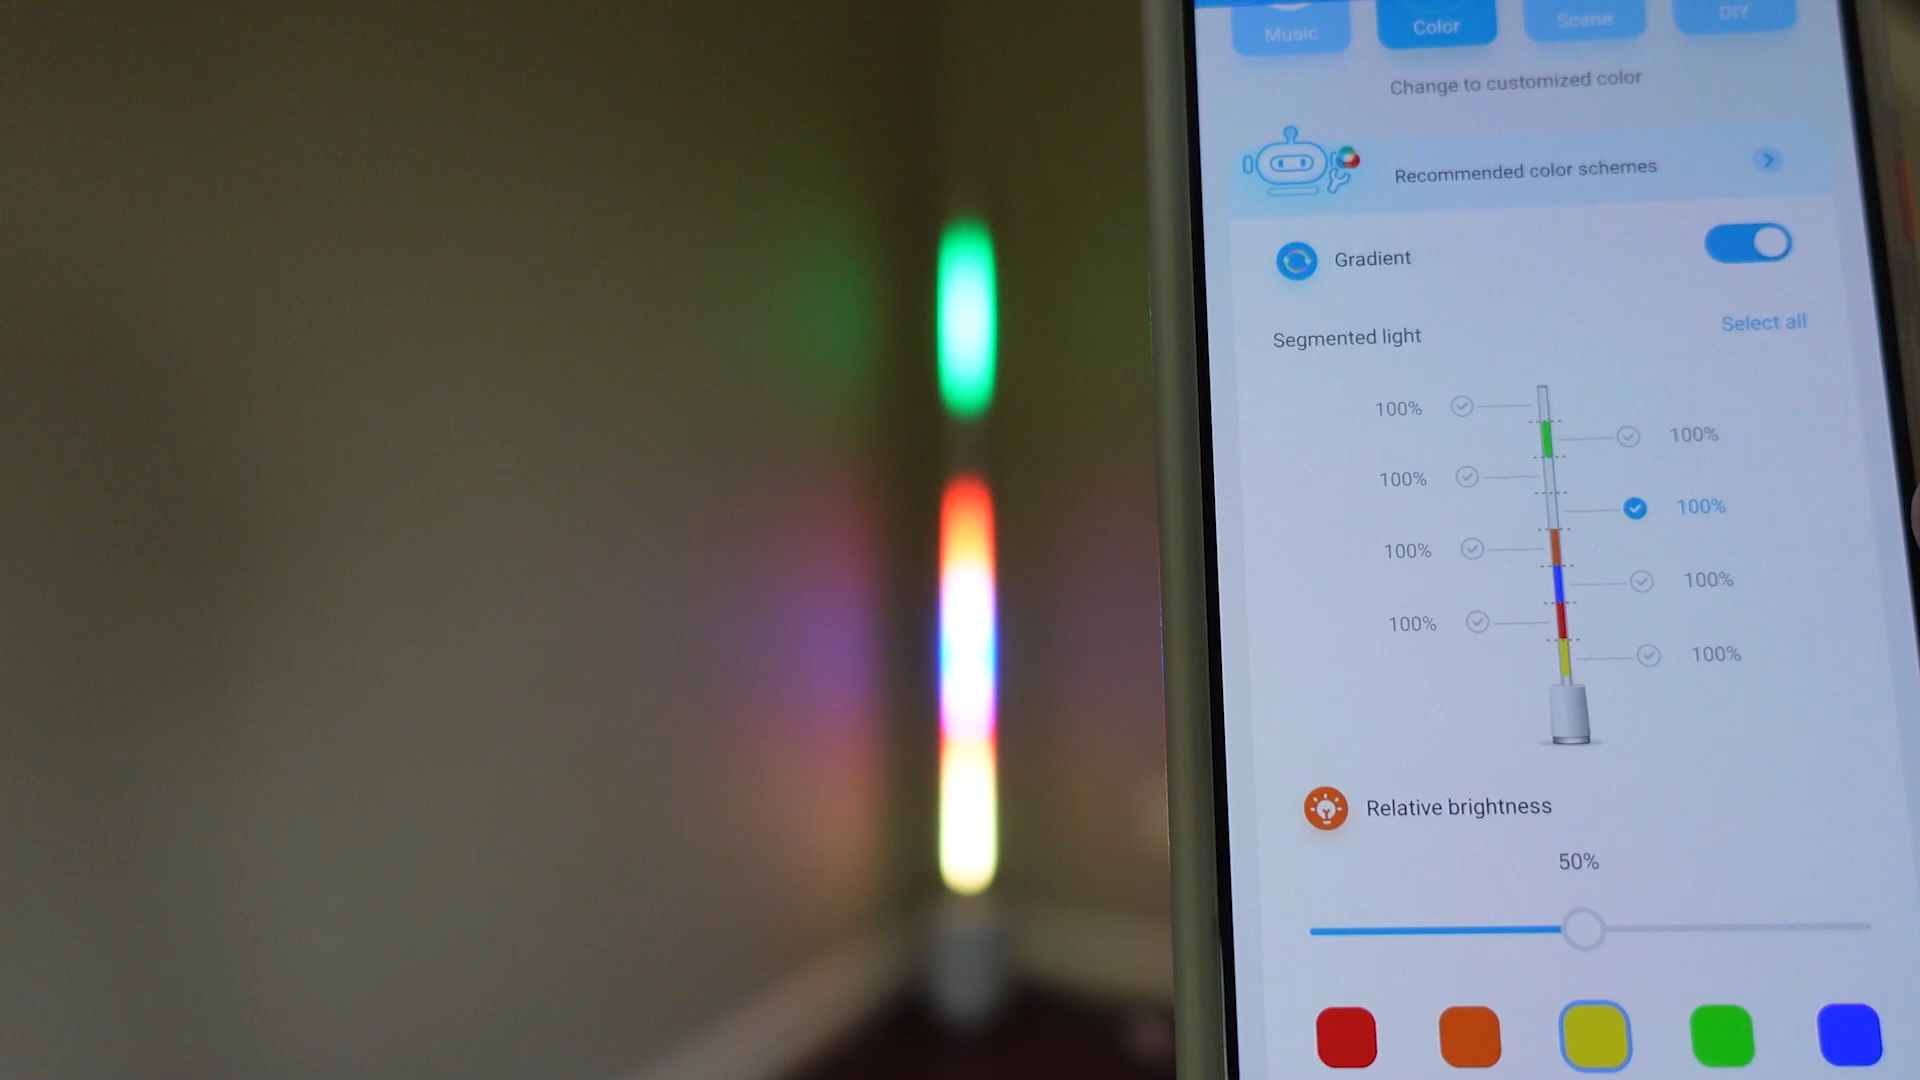 Music
Color
Scene
DIY
Change to customized color
Recommended color schemes
Gradient
Segmented light
Select all
100%
100%
100%
100%
100%
100%
100%
100%
Relative brightness
50%